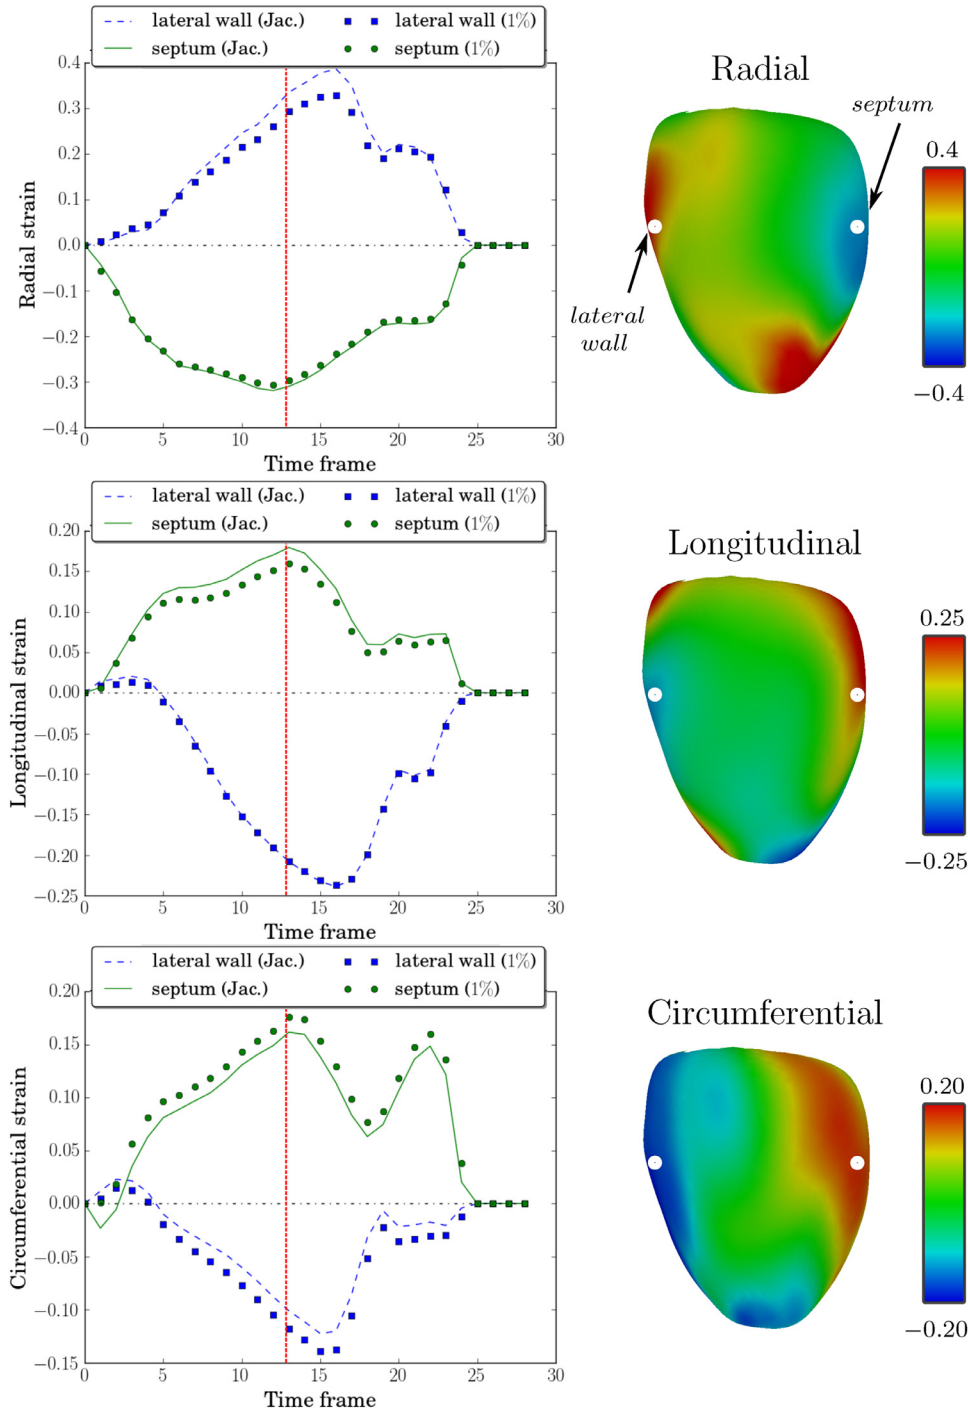 lateral wall (Jac.) lateral wall (1%)
septum (Jac.) septum (1%)
0.4
0.3
0.2
0.1
0.0
−0.1
−0.2
−0.3
−0.4
Radial strain
0 5 10 15 20 25 30
Time frame
Radial
septum
lateral
wall
0.4
−0.4
lateral wall (Jac.) lateral wall (1%)
septum (Jac.) septum (1%)
0.20
0.15
0.10
0.05
0.00
−0.05
−0.10
−0.15
−0.20
−0.25
Longitudinal strain
0 5 10 15 20 25 30
Time frame
Longitudinal
0.25
−0.25
lateral wall (Jac.) lateral wall (1%)
septum (Jac.) septum (1%)
0.20
0.15
0.10
0.05
0.00
−0.05
−0.10
−0.15
Circumferential strain
0 5 10 15 20 25 30
Time frame
Circumferential
0.20
−0.20